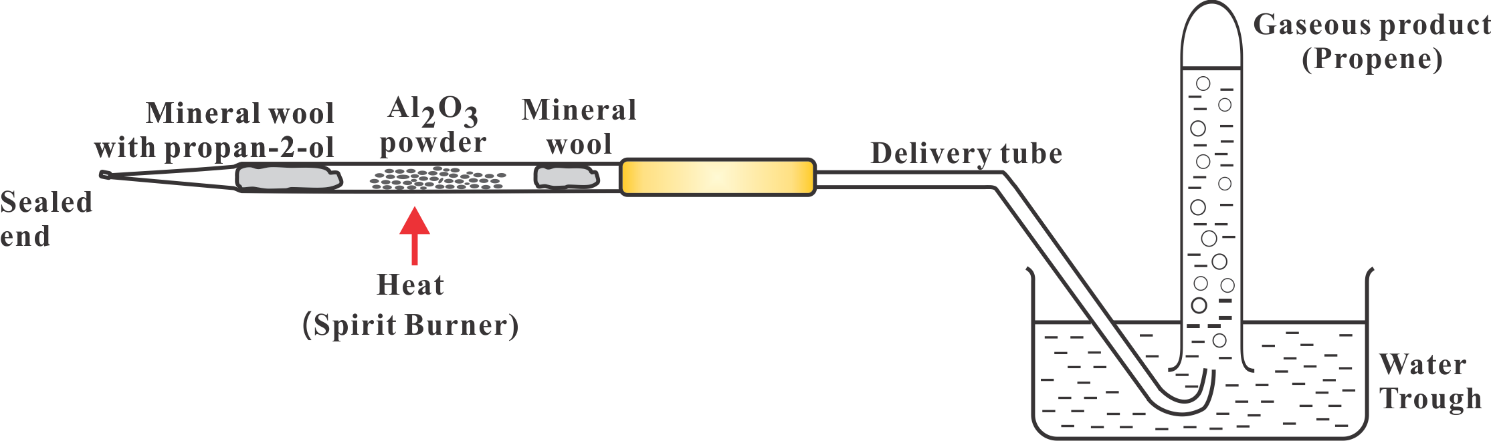 Gaseous product
(Propene)
Mineral wool
with propan-2-ol
Al2O3
powder
Mineral
wool
Delivery tube
Sealed
end
Heat
(Spirit Burner)
Water
Trough